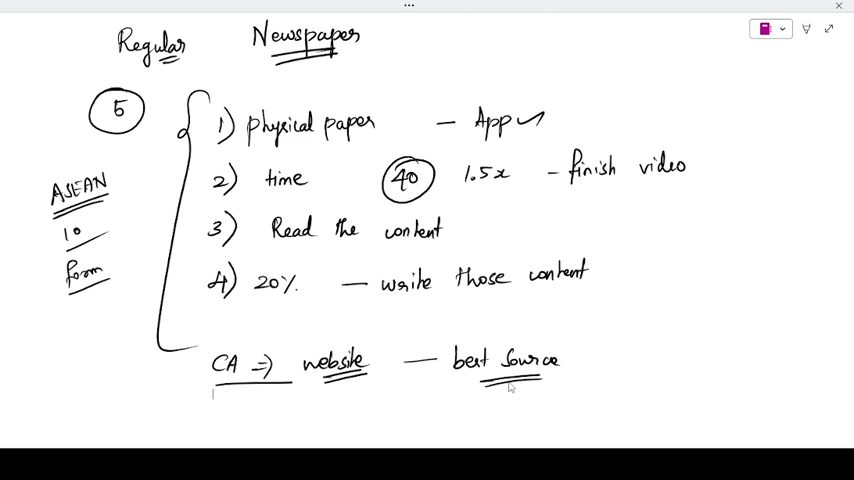 Regular Newspaper
5
1) physical paper — App ✓
2) time 40 1.5x - finish video
ASEAN
10
form
3) Read the content
4) 20% — write those content
CA => website — best source